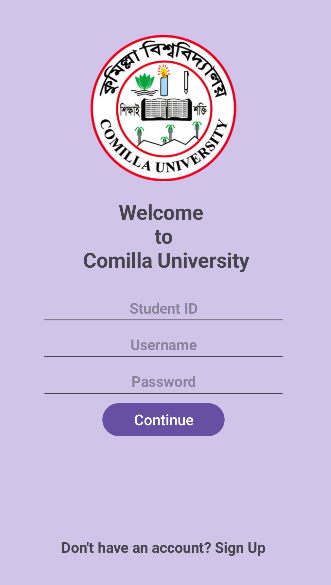 কুমিল্লা বিশ্ববিদ্যালয়
শিক্ষাই শক্তি
COMILLA UNIVERSITY
Welcome
to
Comilla University
Student ID
Username
Password
Continue
Don't have an account? Sign Up